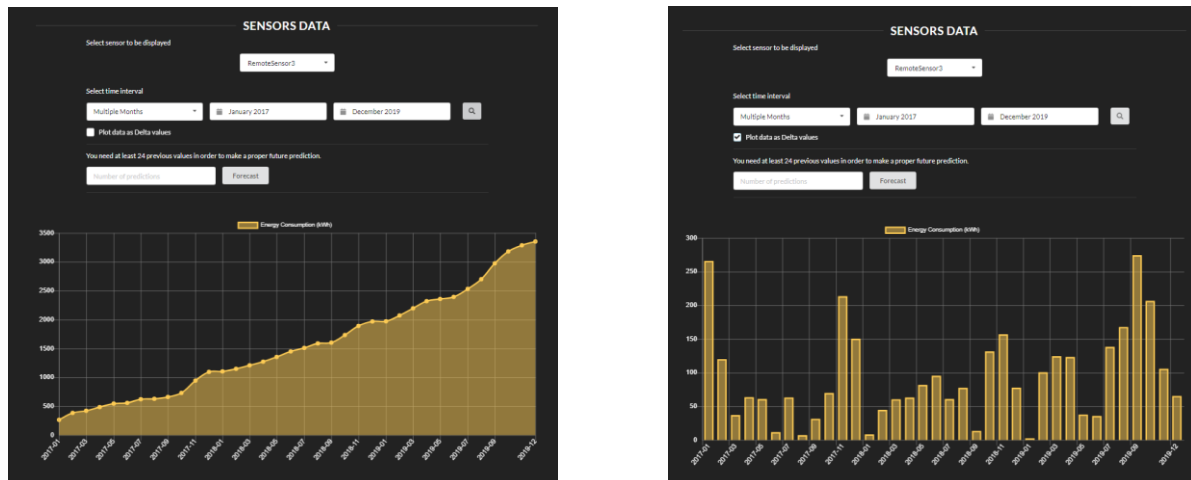 SENSORS DATA
Select sensor to be displayed
RemoteSensor3
Select time interval
Multiple Months
January 2017
December 2019
Plot data as Delta values
You need at least 24 previous values in order to make a proper future prediction.
Number of predictions
Forecast
Energy Consumption (kWh)
3500
3000
2500
2000
1500
1000
500
0
2017-01
2017-03
2017-05
2017-07
2017-09
2017-11
2018-01
2018-03
2018-05
2018-07
2018-09
2018-11
2019-01
2019-03
2019-05
2019-07
2019-09
2019-12
SENSORS DATA
Select sensor to be displayed
RemoteSensor3
Select time interval
Multiple Months
January 2017
December 2019
Plot data as Delta values
You need at least 24 previous values in order to make a proper future prediction.
Number of predictions
Forecast
Energy Consumption (kWh)
300
250
200
150
100
50
0
2017-01
2017-03
2017-05
2017-07
2017-09
2017-11
2018-01
2018-03
2018-05
2018-07
2018-09
2018-11
2019-01
2019-03
2019-05
2019-07
2019-09
2019-12